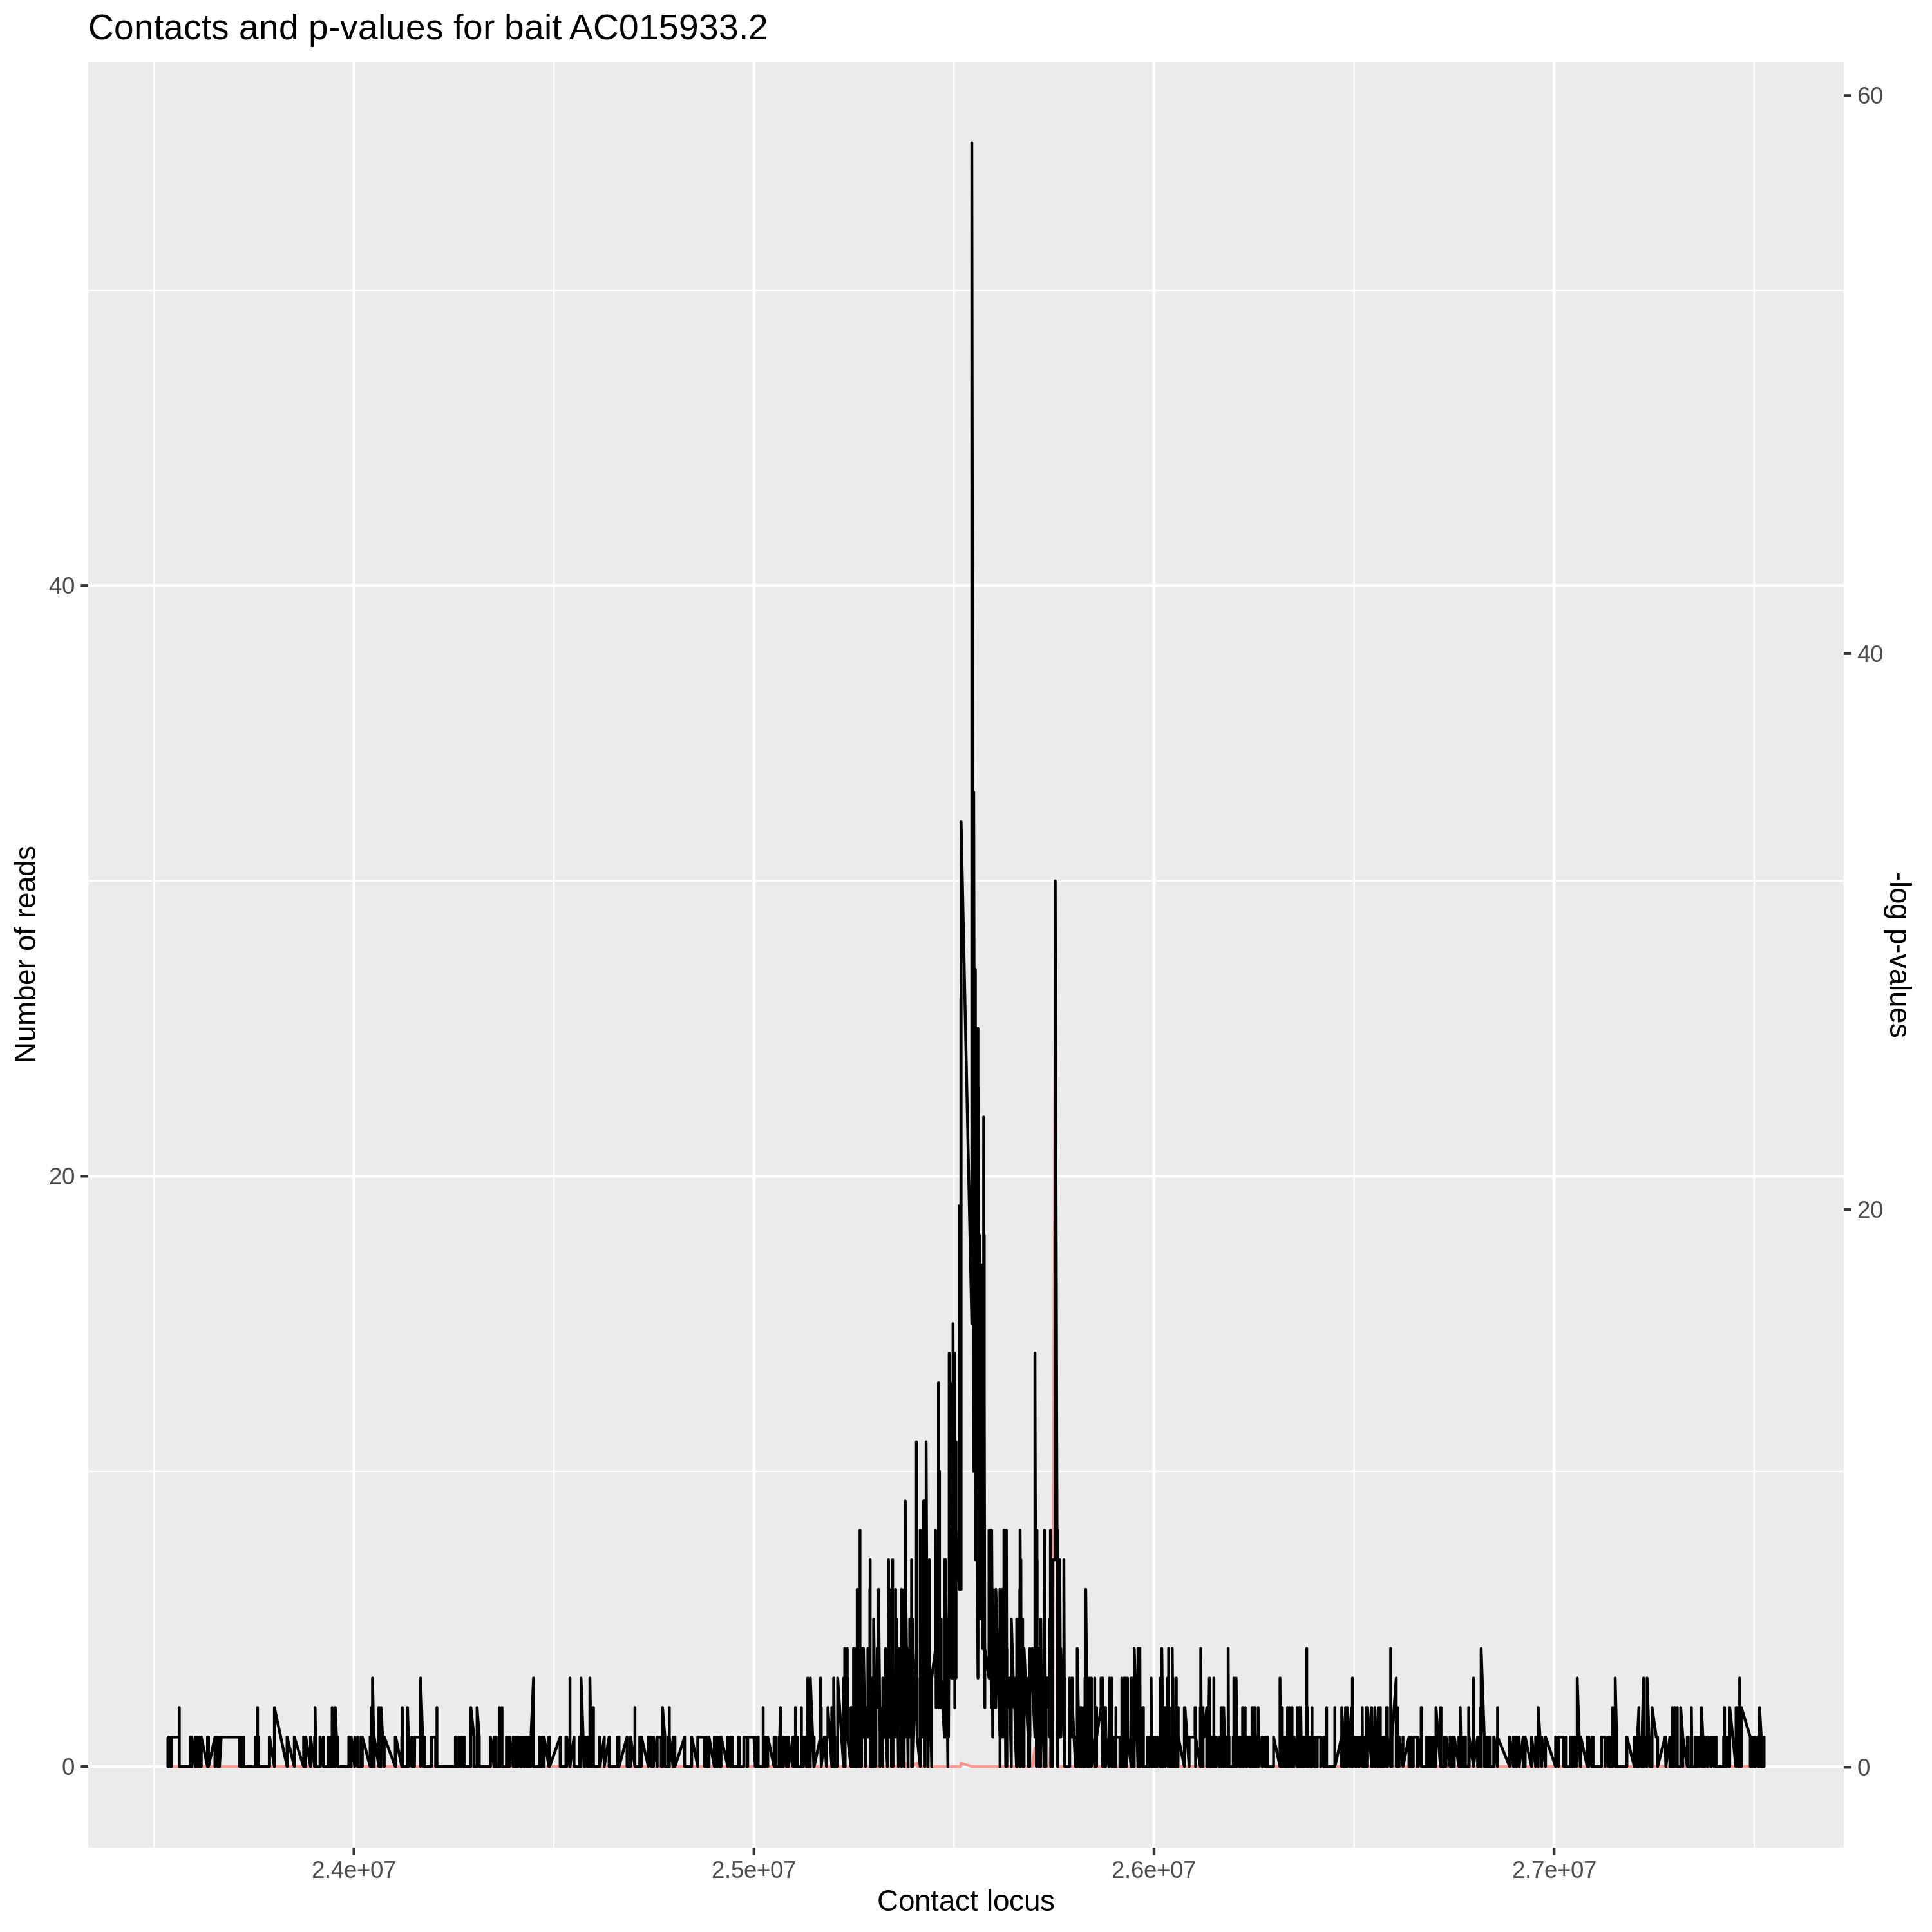 Contacts and p-values for bait AC015933.2
60
40
40
20
20
0
0
Number of reads
-log p-values
2.4e+07 2.5e+07 2.6e+07 2.7e+07
Contact locus